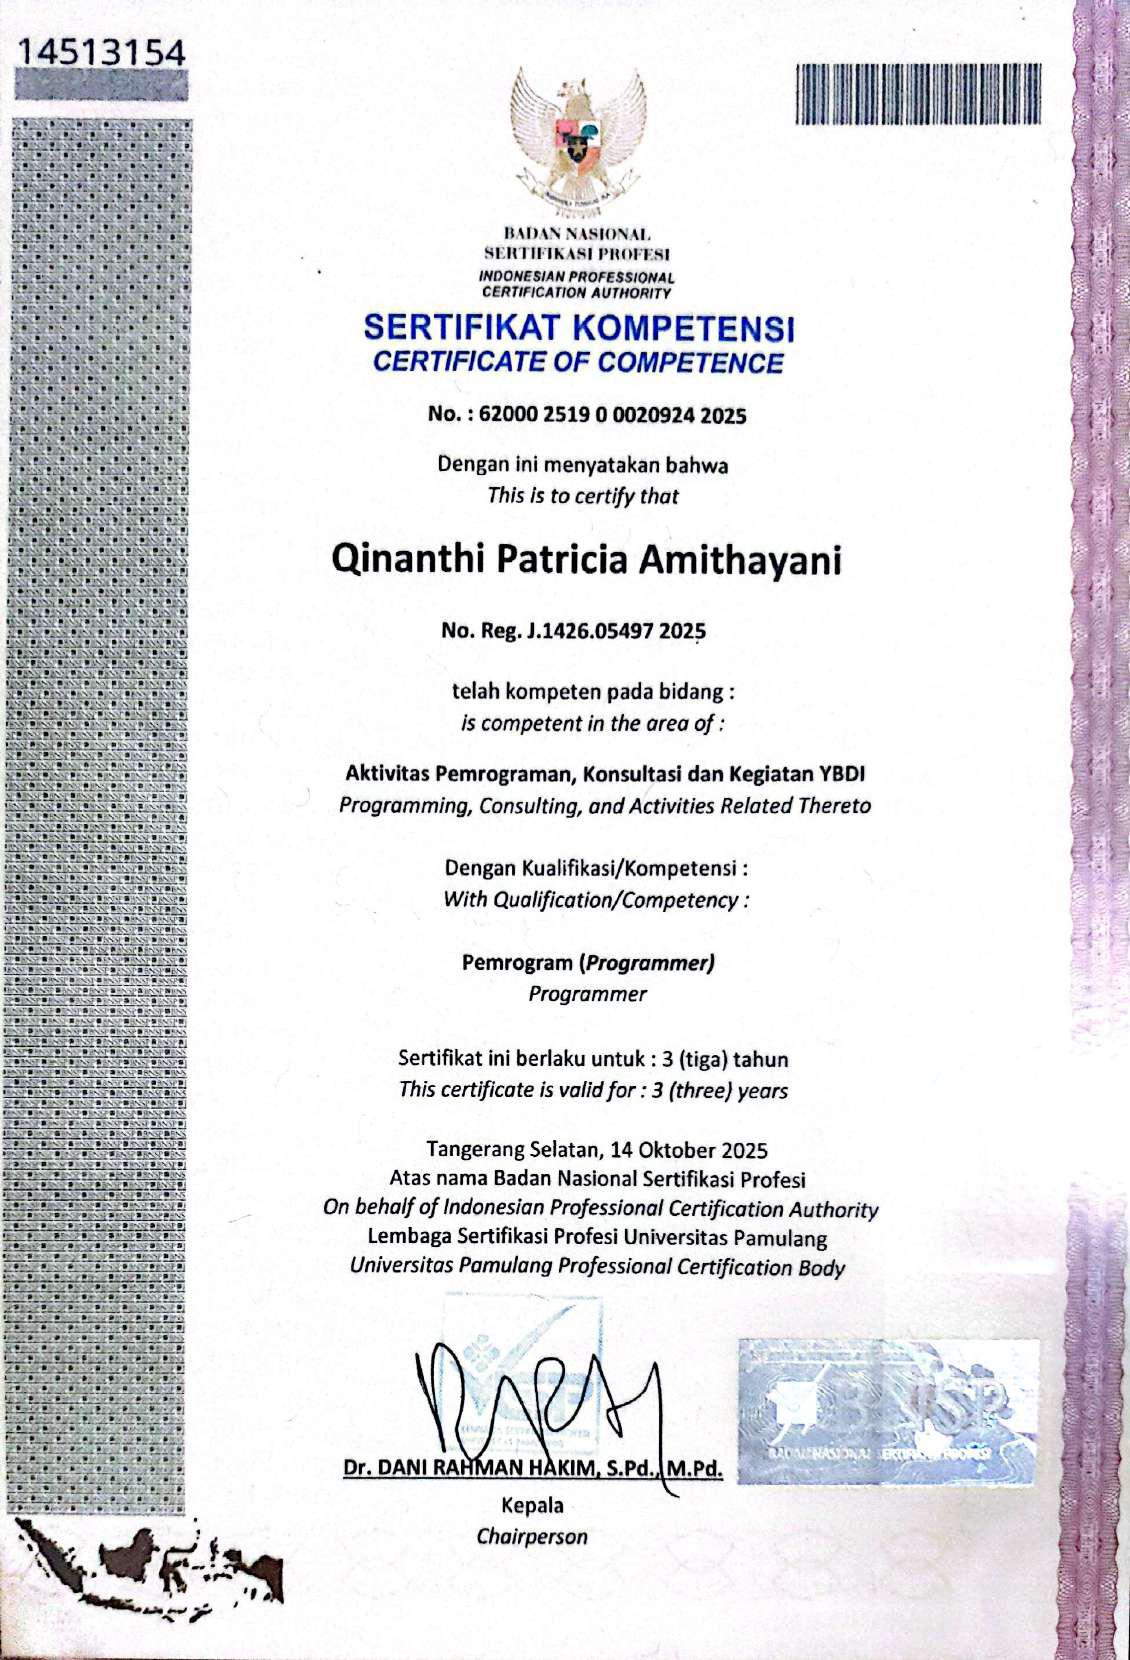 14513154
BADAN NASIONAL
SERTIFIKASI PROFESI
INDONESIAN PROFESSIONAL
CERTIFICATION AUTHORITY
SERTIFIKAT KOMPETENSI
CERTIFICATE OF COMPETENCE
No. : 62000 2519 0 0020924 2025
Dengan ini menyatakan bahwa
This is to certify that
Qinanthi Patricia Amithayani
No. Reg. J.1426.05497 2025
telah kompeten pada bidang :
is competent in the area of :
Aktivitas Pemrograman, Konsultasi dan Kegiatan YBDI
Programming, Consulting, and Activities Related Thereto
Dengan Kualifikasi/Kompetensi :
With Qualification/Competency :
Pemrogram (Programmer)
Programmer
Sertifikat ini berlaku untuk : 3 (tiga) tahun
This certificate is valid for : 3 (three) years
Tangerang Selatan, 14 Oktober 2025
Atas nama Badan Nasional Sertifikasi Profesi
On behalf of Indonesian Professional Certification Authority
Lembaga Sertifikasi Profesi Universitas Pamulang
Universitas Pamulang Professional Certification Body
BADAN NASIONAL SERTIFIKASI PROFESI
Dr. DANI RAHMAN HAKIM, S.Pd., M.Pd.
Kepala
Chairperson